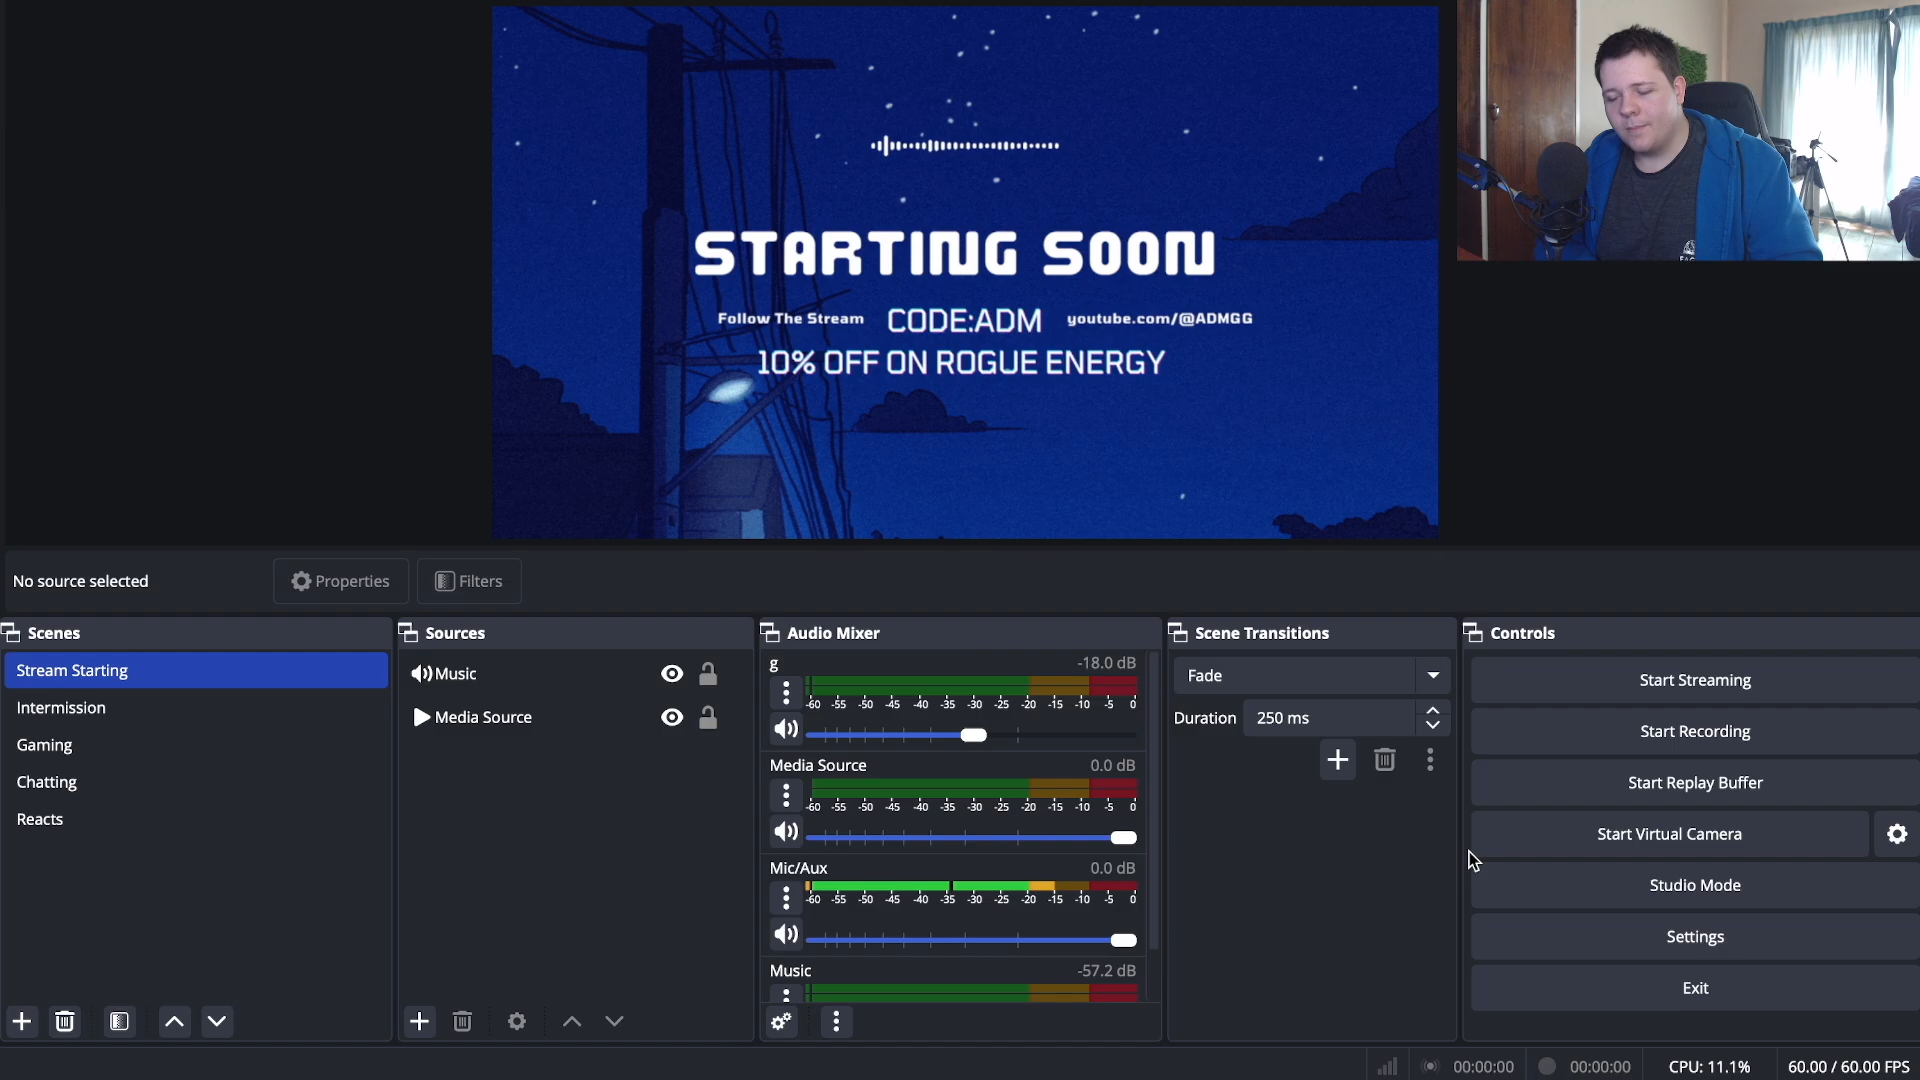 STARTING SOON
Follow The Stream CODE:ADM youtube.com/@ADMGG
10% OFF ON ROGUE ENERGY
No source selected
Properties
Filters
Scenes
Stream Starting
Intermission
Gaming
Chatting
Reacts
Sources
Music
Media Source
Audio Mixer
g -18.0 dB
-60 -55 -50 -45 -40 -35 -30 -25 -20 -15 -10 -5 0
Media Source 0.0 dB
-60 -55 -50 -45 -40 -35 -30 -25 -20 -15 -10 -5 0
Mic/Aux 0.0 dB
-60 -55 -50 -45 -40 -35 -30 -25 -20 -15 -10 -5 0
Music -57.2 dB
Scene Transitions
Fade
Duration 250 ms
Controls
Start Streaming
Start Recording
Start Replay Buffer
Start Virtual Camera
Studio Mode
Settings
Exit
00:00:00 00:00:00 CPU: 11.1% 60.00 / 60.00 FPS